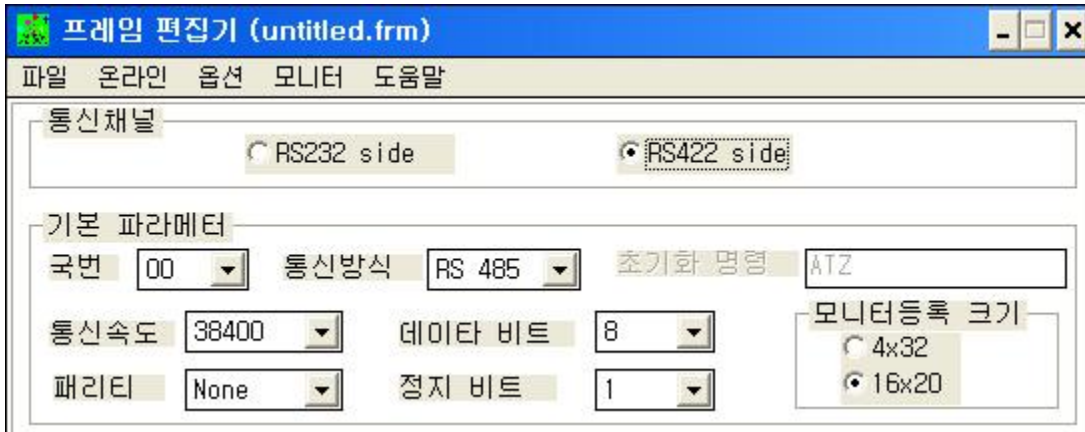 프레임 편집기 (untitled.frm)
파일 온라인 옵션 모니터 도움말
통신채널
RS232 side RS422 side
기본 파라메터
국번 00 통신방식 RS 485 초기화 명령 ATZ
모니터등록 크기
통신속도 38400 데이타 비트 8
4x32
패리티 None 정지 비트 1
16x20